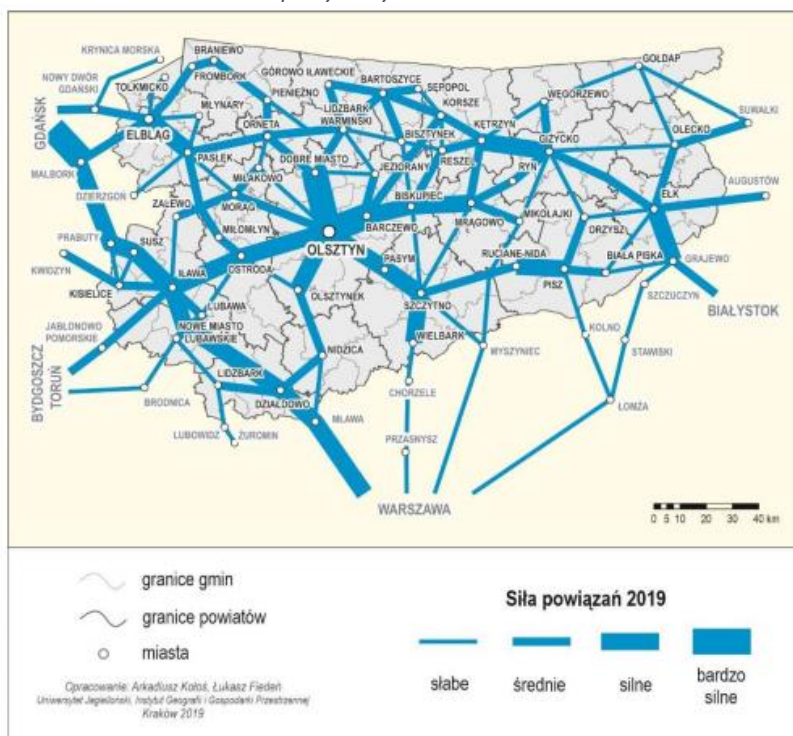 KRYNICA MORSKA
BRANIEWO
GOŁDAP
NOWY DWÓR
GDAŃSKI
TOLKMICKO
FROMBORK
GÓROWO IŁAWECKIE
PIENIĘŻNO
BARTOSZYCE
SĘPOPOL
WĘGORZEWO
MŁYNARY
LIDZBARK
WARMIŃSKI
KORSZE
SUWAŁKI
GDAŃSK
ELBLĄG
ORNETA
BISZTYNEK
KĘTRZYN
GIŻYCKO
OLECKO
PASŁĘK
DOBRE MIASTO
JEZIORANY
RESZEL
RYN
MALBORK
MIŁAKOWO
DZIERZGOŃ
ZALEWO
MORĄG
BISKUPIEC
EŁK
AUGUSTÓW
MIŁOMŁYN
BARCZEWO
MRĄGOWO
MIKOŁAJKI
ORZYSZ
PRABUTY
SUSZ
OLSZTYN
PASYM
RUCIANE-NIDA
BIAŁA PISKA
GRAJEWO
KWIDZYN
IŁAWA
OSTRÓDA
KISIELICE
OLSZTYNEK
SZCZYTNO
PISZ
SZCZUCZYN
LUBAWA
BIAŁYSTOK
JABŁONOWO
POMORSKIE
NOWE MIASTO
LUBAWSKIE
WIELBARK
KOLNO
STAWISKI
NIDZICA
MYSZYNIEC
BYDGOSZCZ
TORUŃ
LIDZBARK
BRODNICA
DZIAŁDOWO
CHORZELE
ŁOMŻA
MŁAWA
LUBOWIDZ
ŻUROMIN
PRZASNYSZ
WARSZAWA
0 5 10 20 30 40 km
granice gmin
granice powiatów
miasta
Opracowanie: Arkadiusz Kołoś, Łukasz Fiedeń
Uniwersytet Jagielloński, Instytut Geografii i Gospodarki Przestrzennej
Kraków 2019
Siła powiązań 2019
słabe średnie silne bardzo
silne